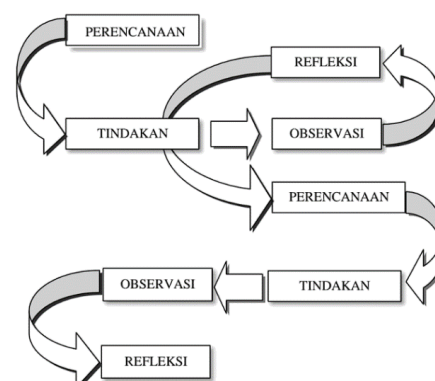 PERENCANAAN
REFLEKSI
TINDAKAN
OBSERVASI
PERENCANAAN
OBSERVASI
TINDAKAN
REFLEKSI